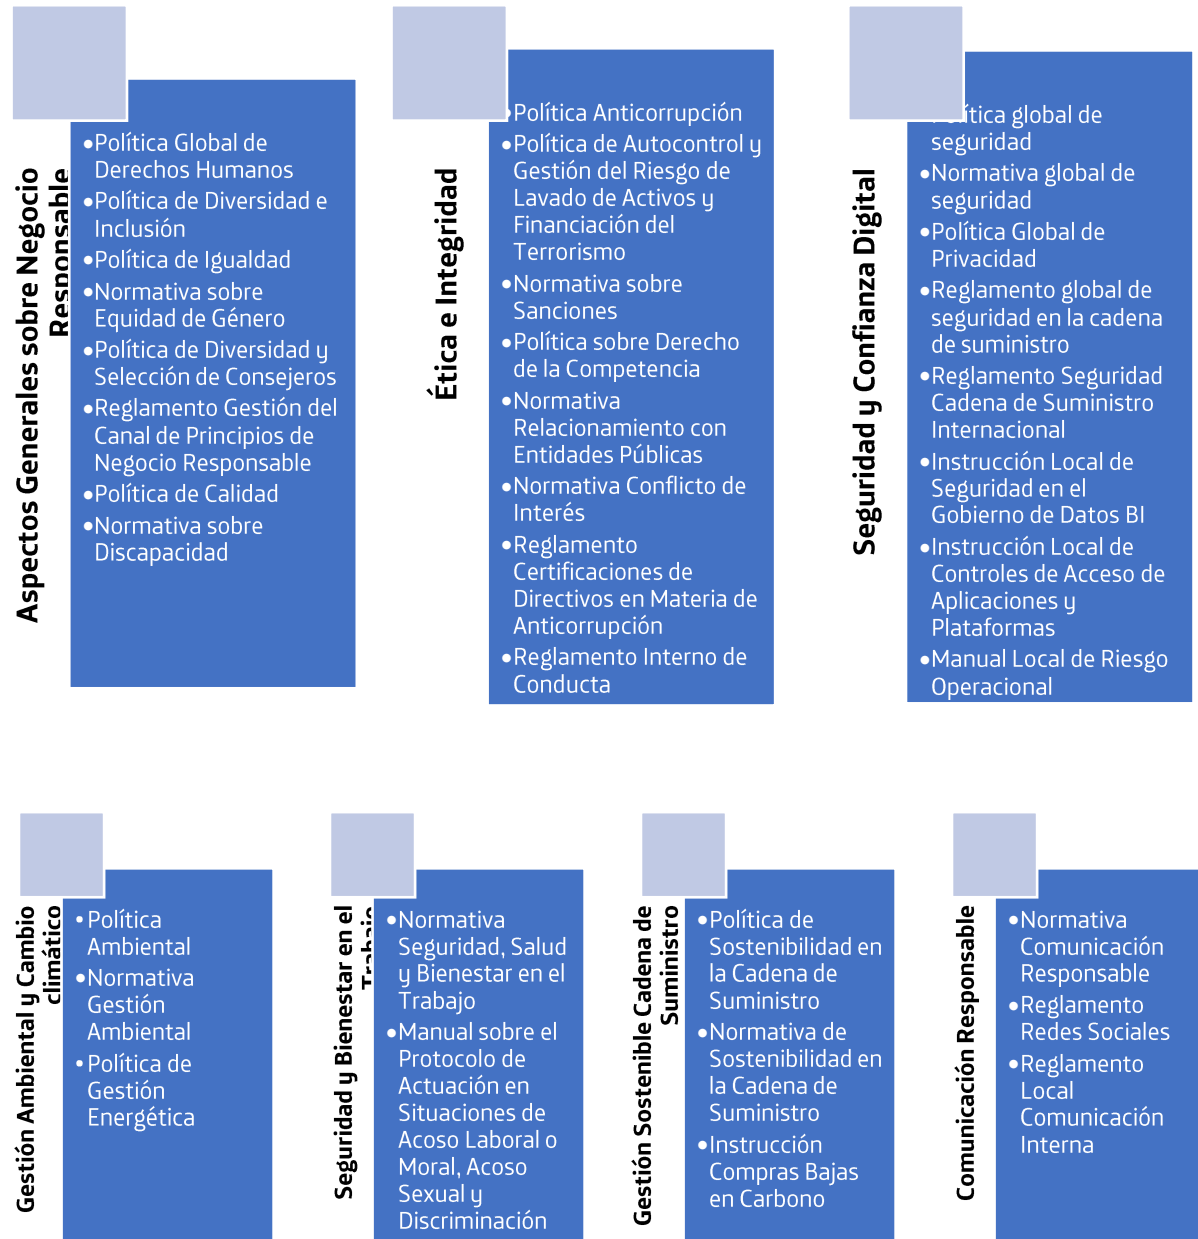 Aspectos Generales sobre Negocio
Responsable
•Política Global de
Derechos Humanos
•Política de Diversidad e
Inclusión
•Política de Igualdad
•Normativa sobre
Equidad de Género
•Política de Diversidad y
Selección de Consejeros
•Reglamento Gestión del
Canal de Principios de
Negocio Responsable
•Política de Calidad
•Normativa sobre
Discapacidad
Ética e Integridad
•Política Anticorrupción
•Política de Autocontrol y
Gestión del Riesgo de
Lavado de Activos y
Financiación del
Terrorismo
•Normativa sobre
Sanciones
•Política sobre Derecho
de la Competencia
•Normativa
Relacionamiento con
Entidades Públicas
•Normativa Conflicto de
Interés
•Reglamento
Certificaciones de
Directivos en Materia de
Anticorrupción
•Reglamento Interno de
Conducta
Seguridad y Confianza Digital
Política global de
seguridad
•Normativa global de
seguridad
•Política Global de
Privacidad
•Reglamento global de
seguridad en la cadena
de suministro
•Reglamento Seguridad
Cadena de Suministro
Internacional
•Instrucción Local de
Seguridad en el
Gobierno de Datos BI
•Instrucción Local de
Controles de Acceso de
Aplicaciones y
Plataformas
•Manual Local de Riesgo
Operacional
Gestión Ambiental y Cambio
climático
•Política
Ambiental
•Normativa
Gestión
Ambiental
•Política de
Gestión
Energética
Seguridad y Bienestar en el
Trabajo
•Normativa
Seguridad, Salud
y Bienestar en el
Trabajo
•Manual sobre el
Protocolo de
Actuación en
Situaciones de
Acoso Laboral o
Moral, Acoso
Sexual y
Discriminación
Gestión Sostenible Cadena de
Suministro
•Política de
Sostenibilidad en
la Cadena de
Suministro
•Normativa de
Sostenibilidad en
la Cadena de
Suministro
•Instrucción
Compras Bajas
en Carbono
Comunicación Responsable
•Normativa
Comunicación
Responsable
•Reglamento
Redes Sociales
•Reglamento
Local
Comunicación
Interna